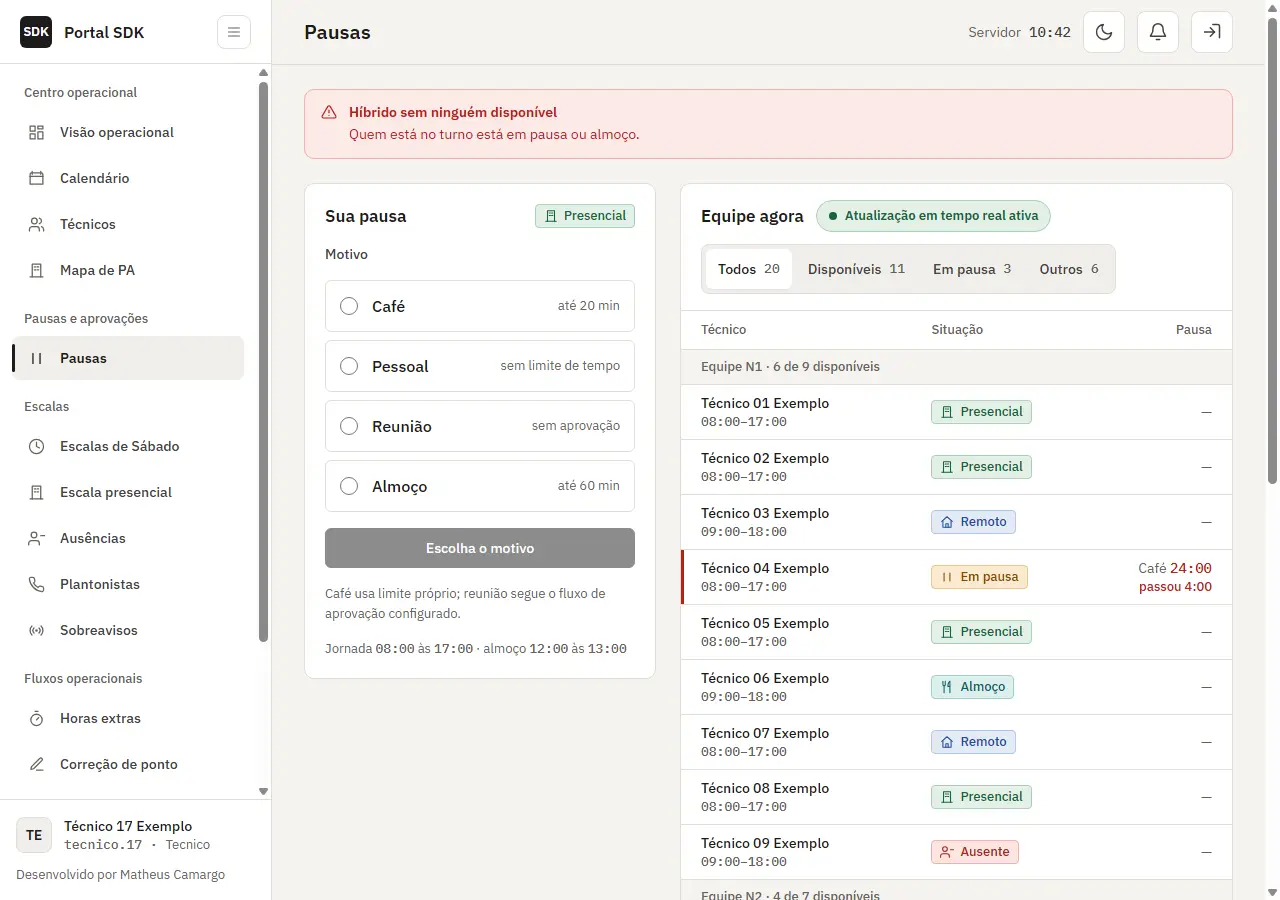 SDK Portal SDK
Centro operacional
Visão operacional
Calendário
Técnicos
Mapa de PA
Pausas e aprovações
Pausas
Escalas
Escalas de Sábado
Escala presencial
Ausências
Plantonistas
Sobreavisos
Fluxos operacionais
Horas extras
Correção de ponto
TE
Técnico 17 Exemplo
tecnico.17 · Tecnico
Desenvolvido por Matheus Camargo
Pausas
Servidor 10:42
Híbrido sem ninguém disponível
Quem está no turno está em pausa ou almoço.
Sua pausa Presencial
Motivo
Café até 20 min
Pessoal sem limite de tempo
Reunião sem aprovação
Almoço até 60 min
Escolha o motivo
Café usa limite próprio; reunião segue o fluxo de
aprovação configurado.
Jornada 08:00 às 17:00 · almoço 12:00 às 13:00
Equipe agora Atualização em tempo real ativa
Todos 20 Disponíveis 11 Em pausa 3 Outros 6
Técnico Situação Pausa
Equipe N1 · 6 de 9 disponíveis
Técnico 01 Exemplo
08:00–17:00 Presencial —
Técnico 02 Exemplo
08:00–17:00 Presencial —
Técnico 03 Exemplo
09:00–18:00 Remoto —
Técnico 04 Exemplo Café 24:00
08:00–17:00 Em pausa passou 4:00
Técnico 05 Exemplo
08:00–17:00 Presencial —
Técnico 06 Exemplo
09:00–18:00 Almoço —
Técnico 07 Exemplo
08:00–17:00 Remoto —
Técnico 08 Exemplo
08:00–17:00 Presencial —
Técnico 09 Exemplo
09:00–18:00 Ausente —
Equipe N2 · 4 de 7 disponíveis